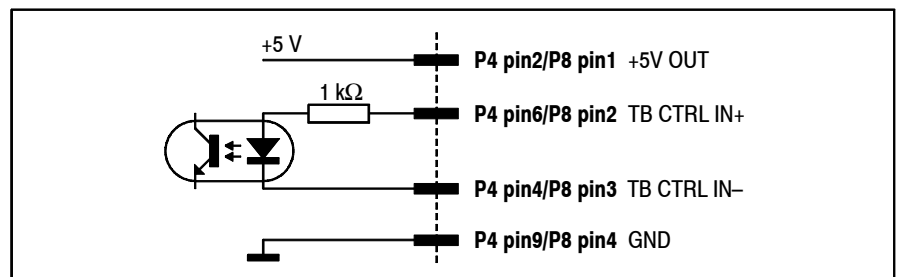 +5 V
P4 pin2/P8 pin1 +5V OUT
1 kΩ
P4 pin6/P8 pin2 TB CTRL IN+
P4 pin4/P8 pin3 TB CTRL IN–
P4 pin9/P8 pin4 GND